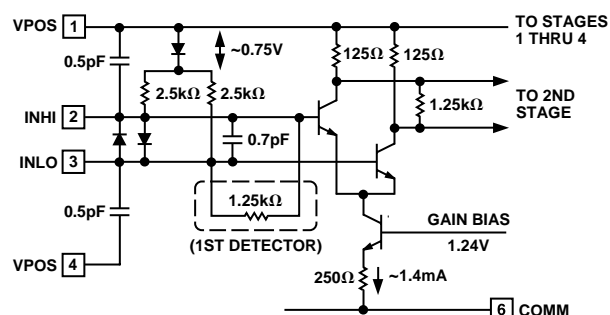 VPOS 1
TO STAGES
1 THRU 4
~0.75V
0.5pF
125Ω
125Ω
2.5kΩ
2.5kΩ
1.25kΩ
TO 2ND
STAGE
INHI 2
0.7pF
INLO 3
1.25kΩ
0.5pF
(1ST DETECTOR)
GAIN BIAS
1.24V
VPOS 4
250Ω
~1.4mA
6 COMM